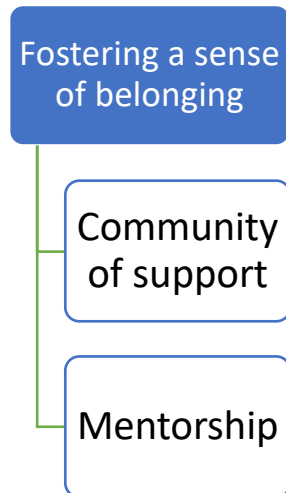 Fostering a sense
of belonging
Community
of support
Mentorship